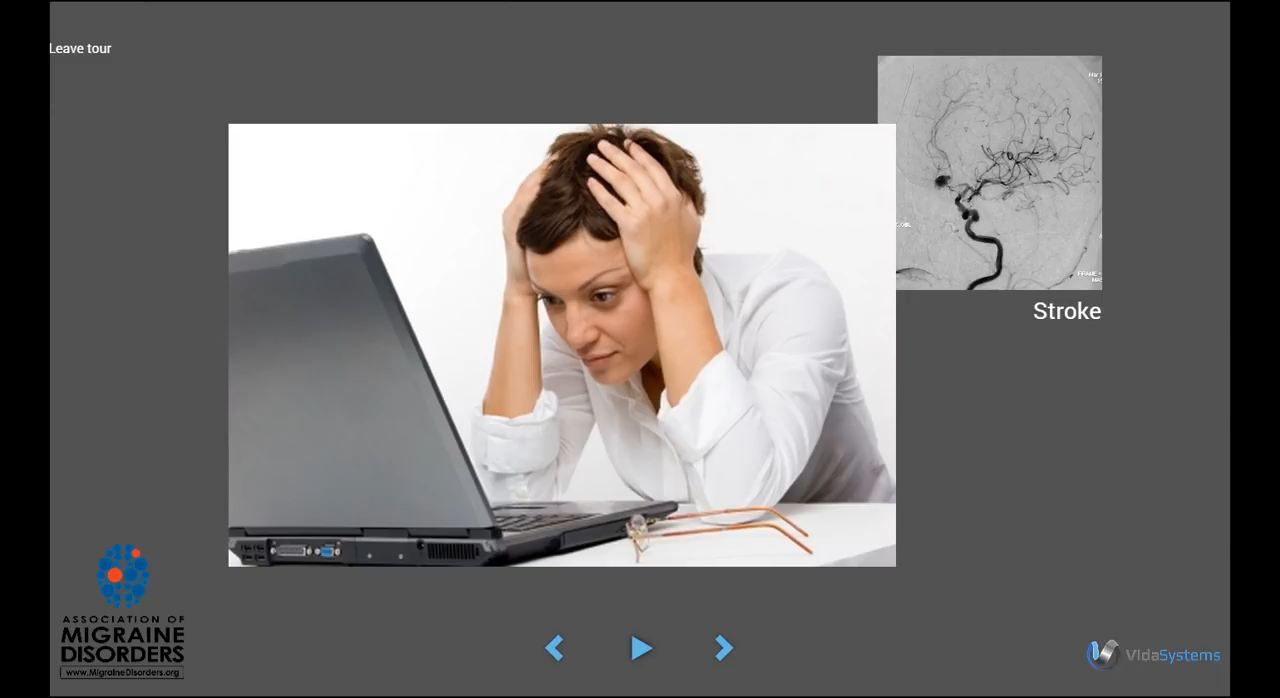 Leave tour
Stroke
ASSOCIATION OF
MIGRAINE
DISORDERS
www.MigraineDisorders.org
VidaSystems